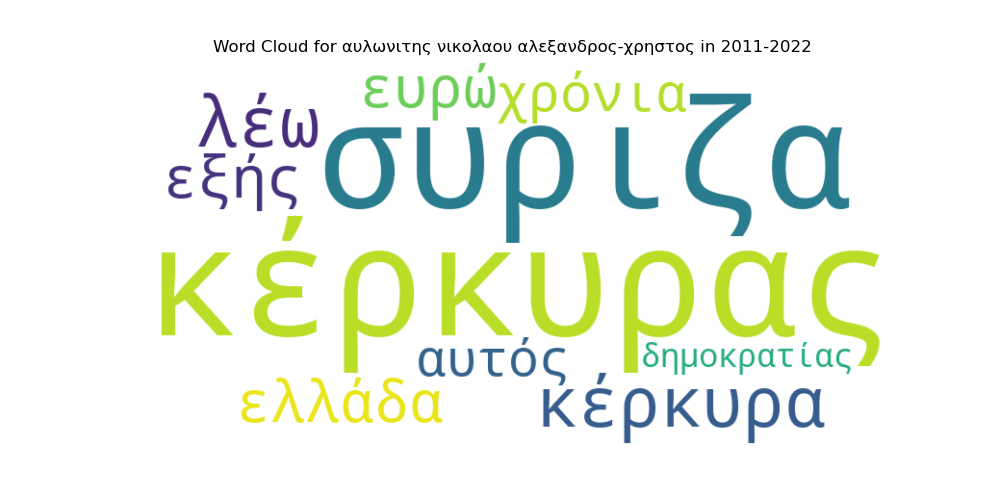 Word Cloud for αυλωνιτης νικολαου αλεξανδρος-χρηστος in 2011-2022
ευρώ χρόνια
λέω συριζα
εξής
κέρκυρας
αυτός δημοκρατίας
ελλάδα κέρκυρα